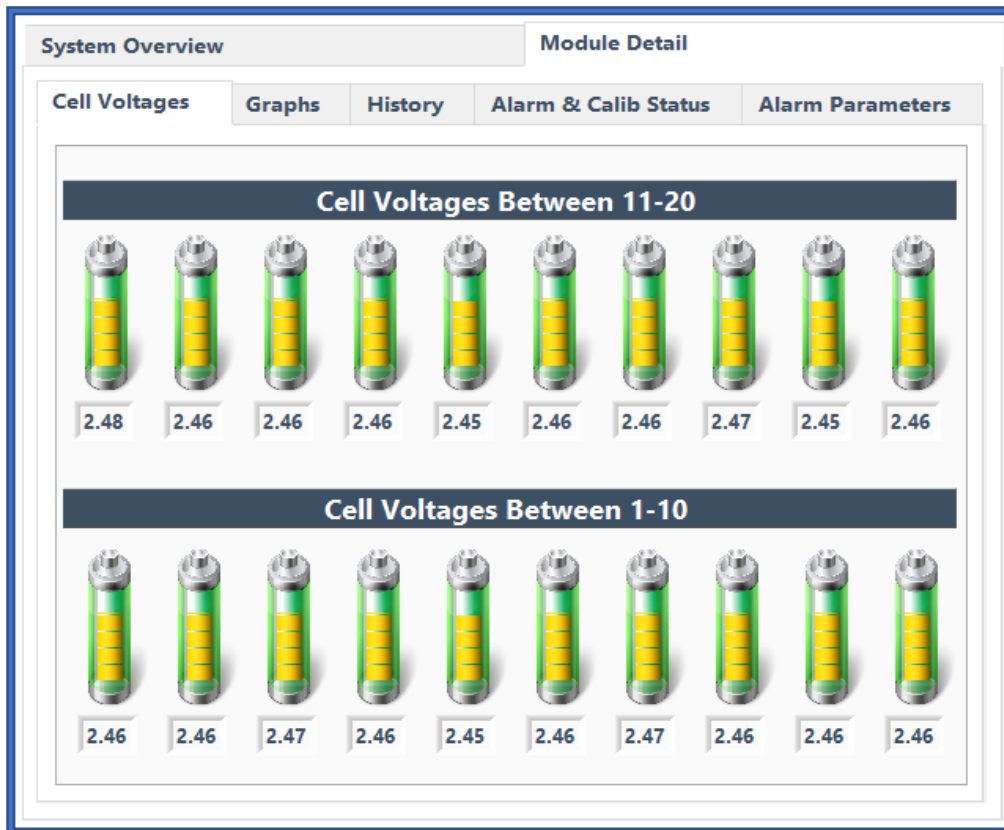 System Overview Module Detail
Cell Voltages Graphs History Alarm & Calib Status Alarm Parameters
Cell Voltages Between 11-20
2.48 2.46 2.46 2.46 2.45 2.46 2.46 2.47 2.45 2.46
Cell Voltages Between 1-10
2.46 2.46 2.47 2.46 2.45 2.46 2.47 2.46 2.46 2.46